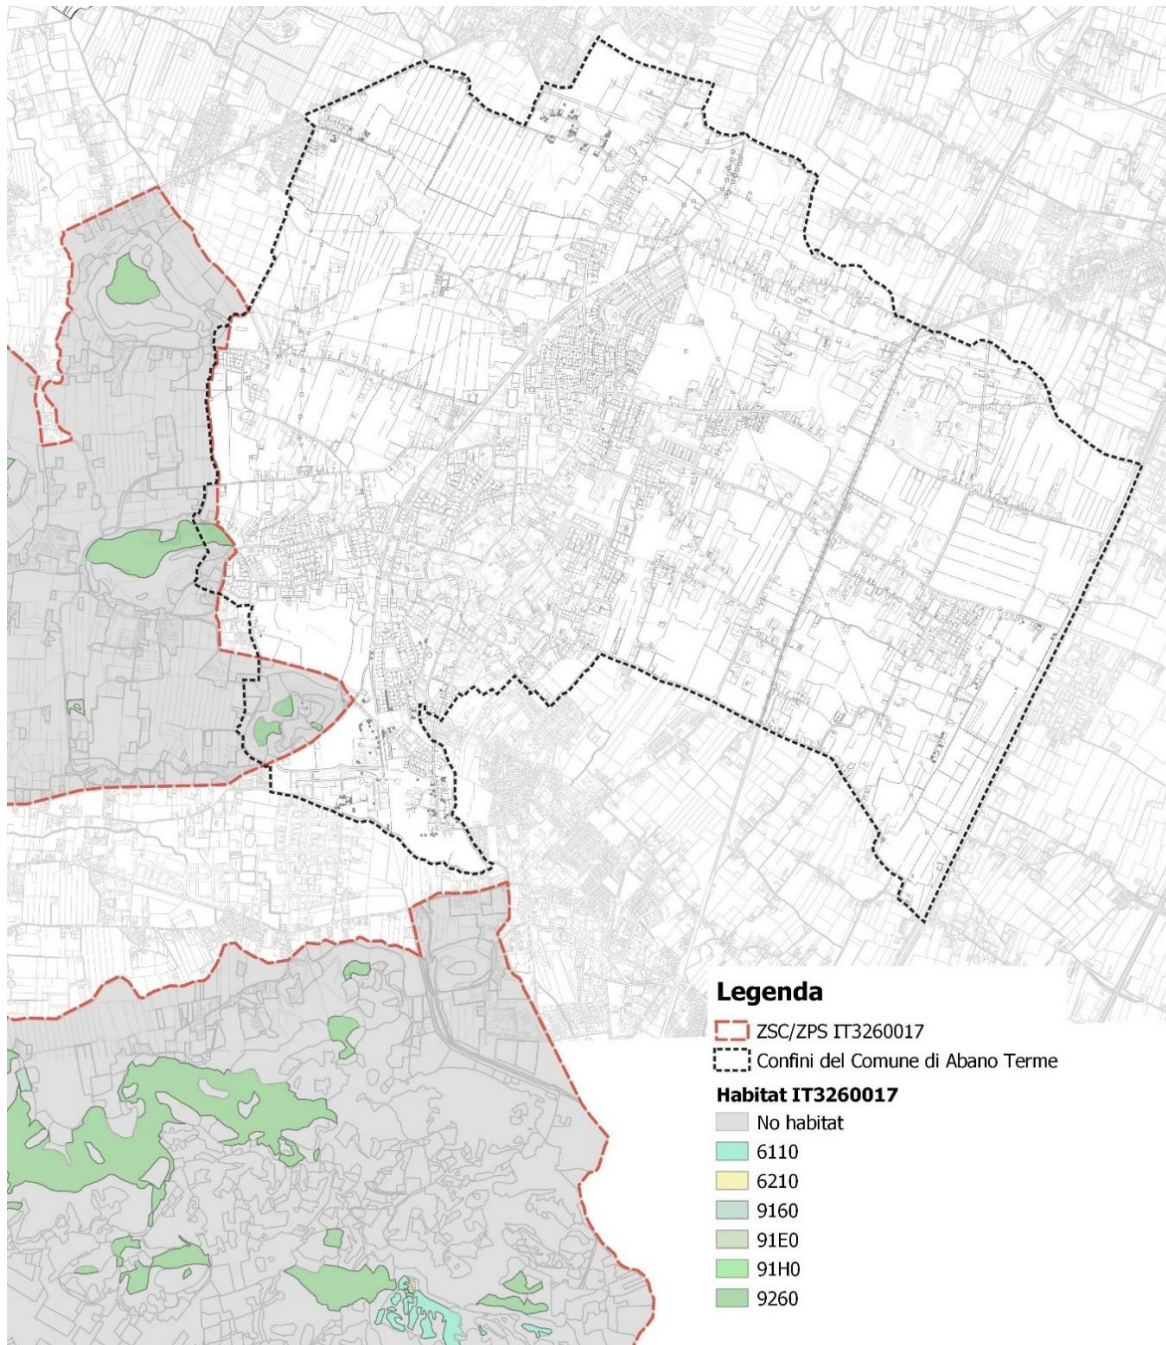 Legenda
ZSC/ZPS IT3260017
Confini del Comune di Abano Terme
Habitat IT3260017
No habitat
6110
6210
9160
91E0
91H0
9260